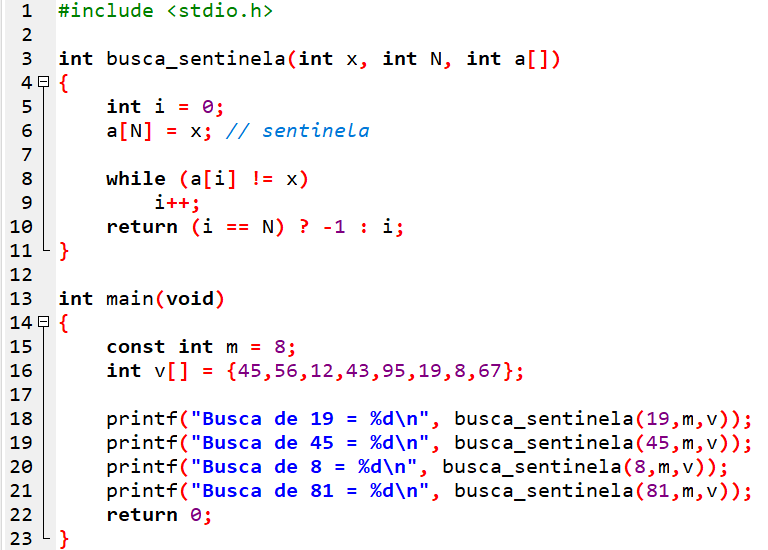 1 #include <stdio.h>
2
3 int busca_sentinela(int x, int N, int a[])
4 {
5     int i = 0;
6     a[N] = x; // sentinela
7
8     while (a[i] != x)
9         i++;
10     return (i == N) ? -1 : i;
11 }
12
13 int main(void)
14 {
15     const int m = 8;
16     int v[] = {45,56,12,43,95,19,8,67};
17
18     printf("Busca de 19 = %d\n", busca_sentinela(19,m,v));
19     printf("Busca de 45 = %d\n", busca_sentinela(45,m,v));
20     printf("Busca de 8 = %d\n", busca_sentinela(8,m,v));
21     printf("Busca de 81 = %d\n", busca_sentinela(81,m,v));
22     return 0;
23 }